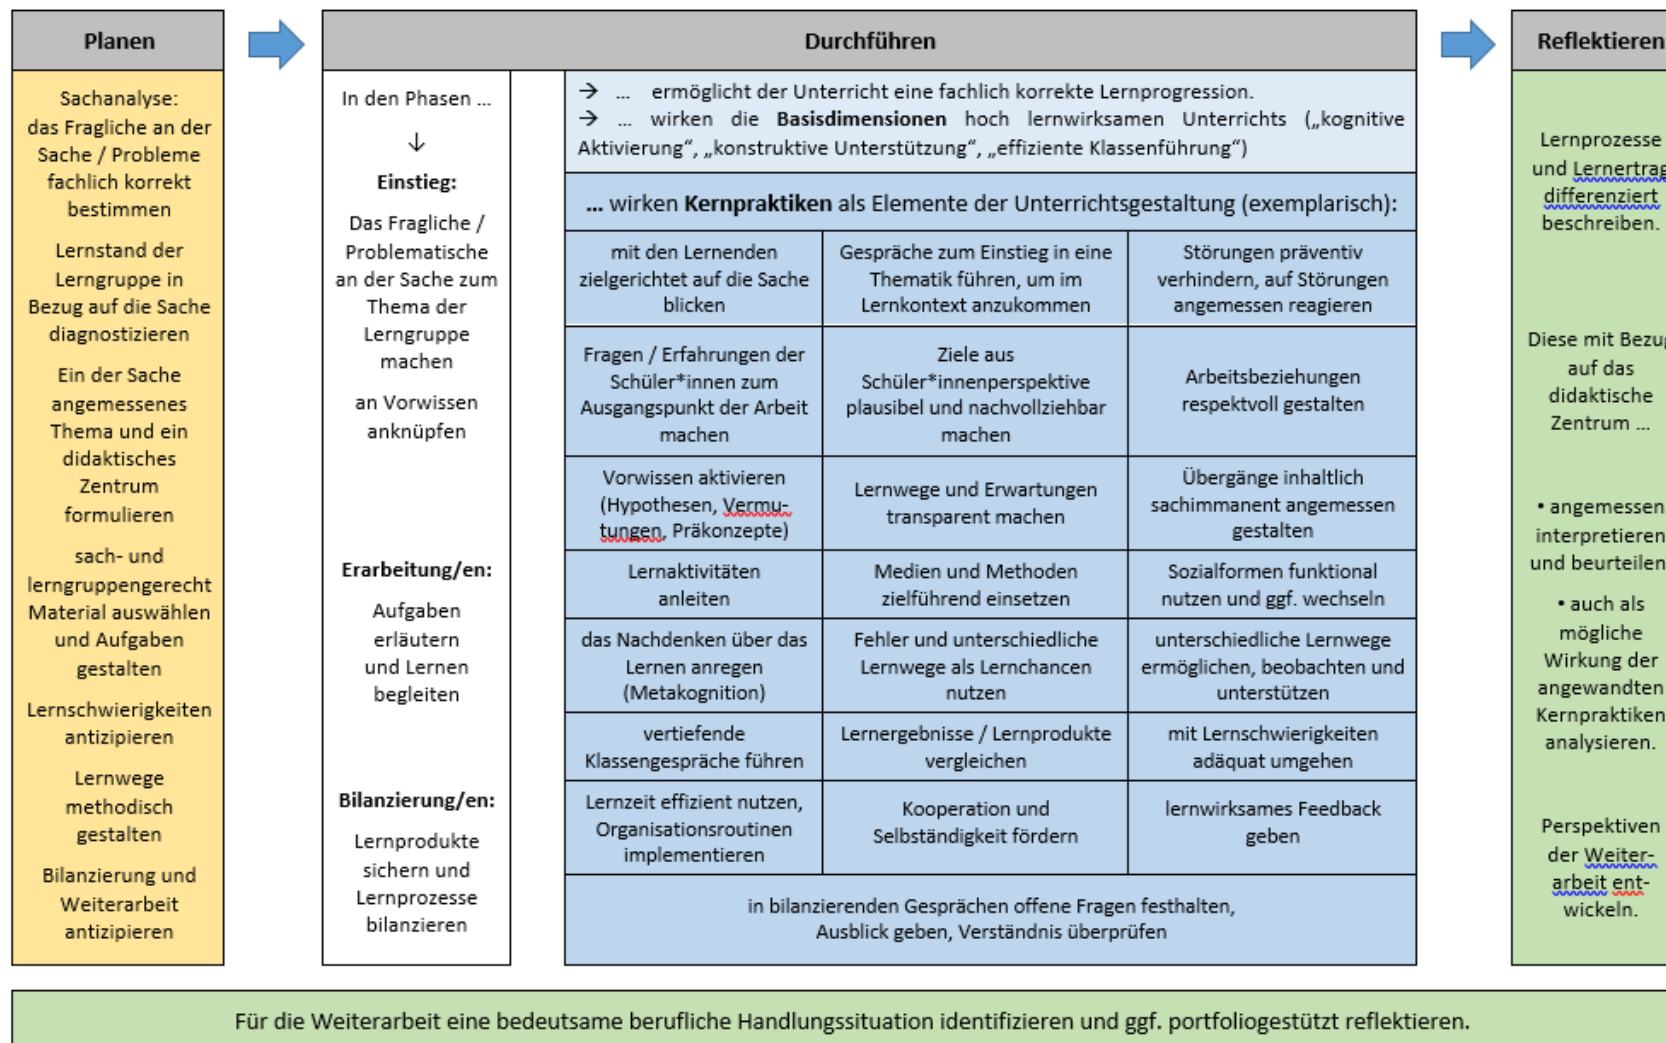 Planen
Sachanalyse:
das Fragliche an der
Sache / Probleme
fachlich korrekt
bestimmen
Lernstand der
Lerngruppe in
Bezug auf die Sache
diagnostizieren
Ein der Sache
angemessenes
Thema und ein
didaktisches
Zentrum
formulieren
sach- und
lerngruppengerecht
Material auswählen
und Aufgaben
gestalten
Lernschwierigkeiten
antizipieren
Lernwege
methodisch
gestalten
Bilanzierung und
Weiterarbeit
antizipieren
Durchführen
In den Phasen ...
↓
Einstieg:
Das Fragliche /
Problematische
an der Sache zum
Thema der
Lerngruppe
machen
an Vorwissen
anknüpfen
Erarbeitung/en:
Aufgaben
erläutern
und Lernen
begleiten
Bilanzierung/en:
Lernprodukte
sichern und
Lernprozesse
bilanzieren
→ ... ermöglicht der Unterricht eine fachlich korrekte Lernprogression.
→ ... wirken die Basisdimensionen hoch lernwirksamen Unterrichts („kognitive
Aktivierung“, „konstruktive Unterstützung“, „effiziente Klassenführung“)
... wirken Kernpraktiken als Elemente der Unterrichtsgestaltung (exemplarisch):
mit den Lernenden
zielgerichtet auf die Sache
blicken
Gespräche zum Einstieg in eine
Thematik führen, um im
Lernkontext anzukommen
Störungen präventiv
verhindern, auf Störungen
angemessen reagieren
Fragen / Erfahrungen der
Schüler*innen zum
Ausgangspunkt der Arbeit
machen
Ziele aus
Schüler*innenperspektive
plausibel und nachvollziehbar
machen
Arbeitsbeziehungen
respektvoll gestalten
Vorwissen aktivieren
(Hypothesen, Vermu-
tungen, Präkonzepte)
Lernwege und Erwartungen
transparent machen
Übergänge inhaltlich
sachimmanent angemessen
gestalten
Lernaktivitäten
anleiten
Medien und Methoden
zielführend einsetzen
Sozialformen funktional
nutzen und ggf. wechseln
das Nachdenken über das
Lernen anregen
(Metakognition)
Fehler und unterschiedliche
Lernwege als Lernchancen
nutzen
unterschiedliche Lernwege
ermöglichen, beobachten und
unterstützen
vertiefende
Klassengespräche führen
Lernergebnisse / Lernprodukte
vergleichen
mit Lernschwierigkeiten
adäquat umgehen
Lernzeit effizient nutzen,
Organisationsroutinen
implementieren
Kooperation und
Selbständigkeit fördern
lernwirksames Feedback
geben
in bilanzierenden Gesprächen offene Fragen festhalten,
Ausblick geben, Verständnis überprüfen
Reflektieren
Lernprozesse
und Lernertrag
differenziert
beschreiben.
Diese mit Bezug
auf das
didaktische
Zentrum ...
• angemessen
interpretieren
und beurteilen
• auch als
mögliche
Wirkung der
angewandten
Kernpraktiken
analysieren.
Perspektiven
der Weiter-
arbeit ent-
wickeln.
Für die Weiterarbeit eine bedeutsame berufliche Handlungssituation identifizieren und ggf. portfoliogestützt reflektieren.